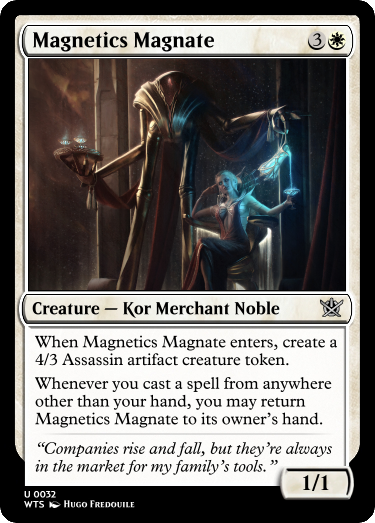 Magnetics Magnate 3
Creature — Kor Merchant Noble
When Magnetics Magnate enters, create a
4/3 Assassin artifact creature token.
Whenever you cast a spell from anywhere
other than your hand, you may return
Magnetics Magnate to its owner's hand.
“Companies rise and fall, but they're always
in the market for my family's tools.”
1/1
U 0032
WTS Hugo Fredouile